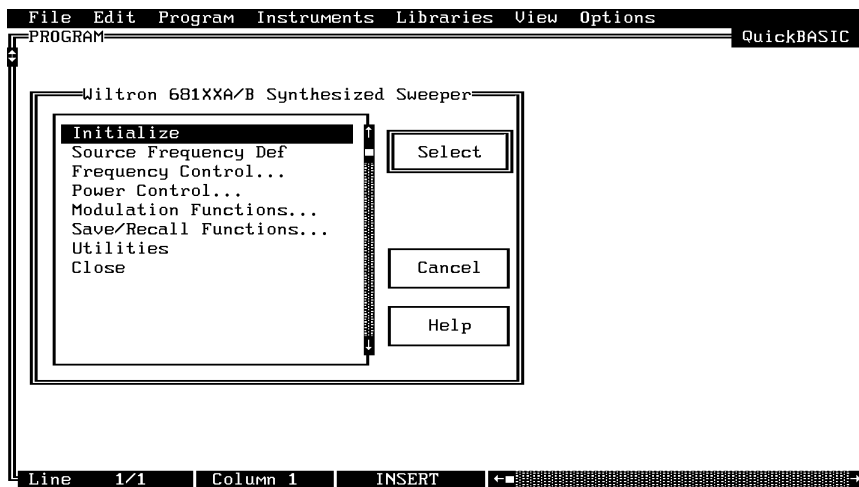 File Edit Program Instruments Libraries View Options
PROGRAM QuickBASIC
Wiltron 681XXA/B Synthesized Sweeper
Initialize
Source Frequency Def
Frequency Control...
Power Control...
Modulation Functions...
Save/Recall Functions...
Utilities
Close
Select
Cancel
Help
Line 1/1 Column 1 INSERT